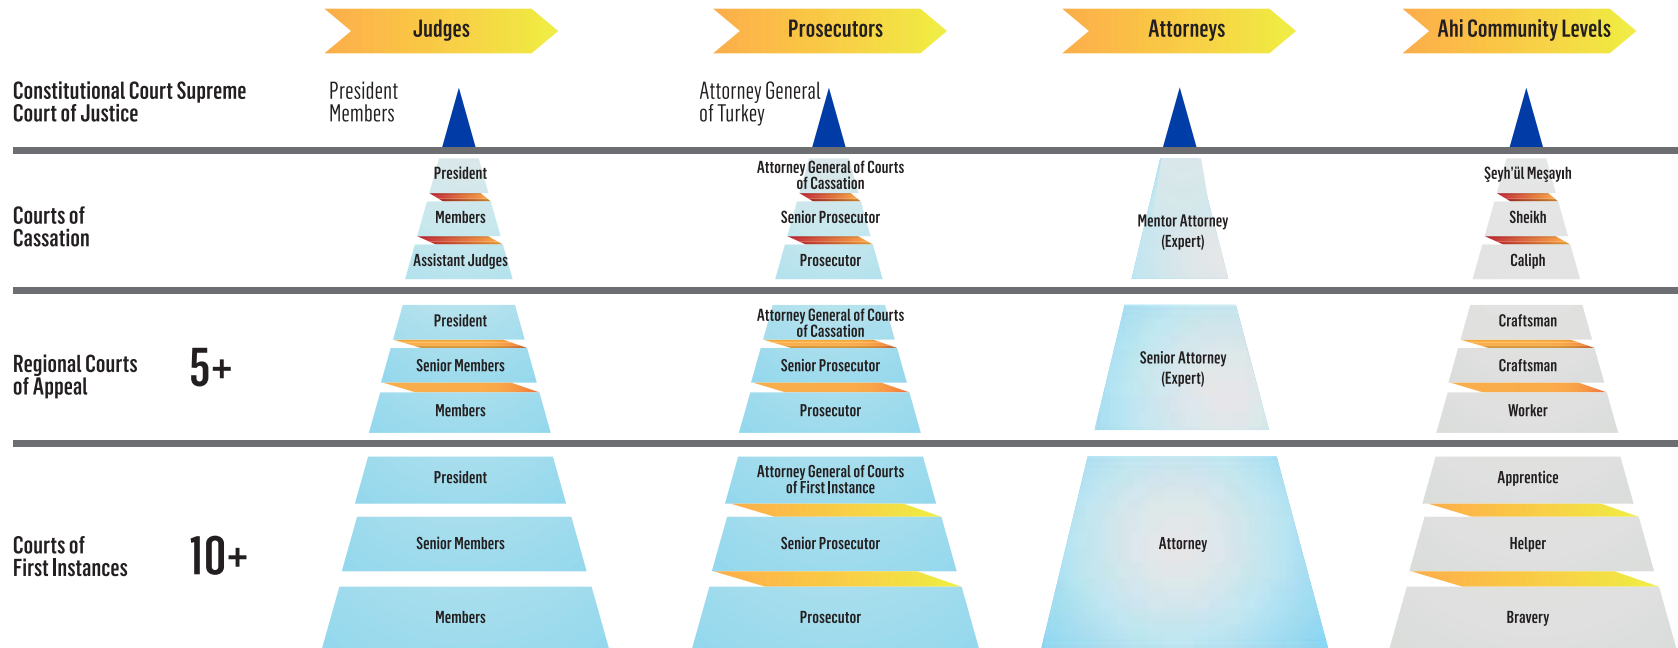 Judges
Prosecutors
Attorneys
Ahi Community Levels
Constitutional Court Supreme
Court of Justice
President
Members
Attorney General
of Turkey
Courts of
Cassation
President
Members
Assistant Judges
Attorney General of Courts
of Cassation
Senior Prosecutor
Prosecutor
Mentor Attorney
(Expert)
Şeyh'ül Meşayıh
Sheikh
Caliph
Regional Courts
of Appeal
5+
President
Senior Members
Members
Attorney General of Courts
of Cassation
Senior Prosecutor
Prosecutor
Senior Attorney
(Expert)
Craftsman
Craftsman
Worker
Courts of
First Instances
10+
President
Senior Members
Members
Attorney General of Courts
of First Instance
Senior Prosecutor
Prosecutor
Attorney
Apprentice
Helper
Bravery